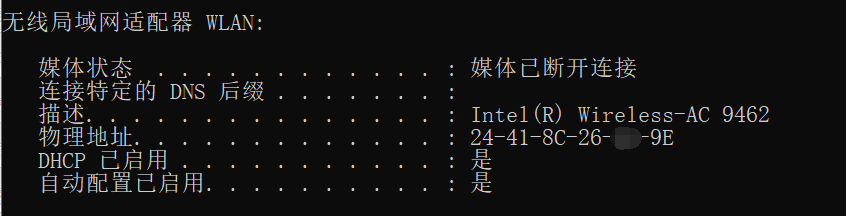 无线局域网适配器 WLAN:
媒体状态 . . . . . . . . . . . . : 媒体已断开连接
连接特定的 DNS 后缀 . . . . . . . :
描述. . . . . . . . . . . . . . . : Intel(R) Wireless-AC 9462
物理地址. . . . . . . . . . . . . : 24-41-8C-26- -9E
DHCP 已启用 . . . . . . . . . . . : 是
自动配置已启用. . . . . . . . . . : 是